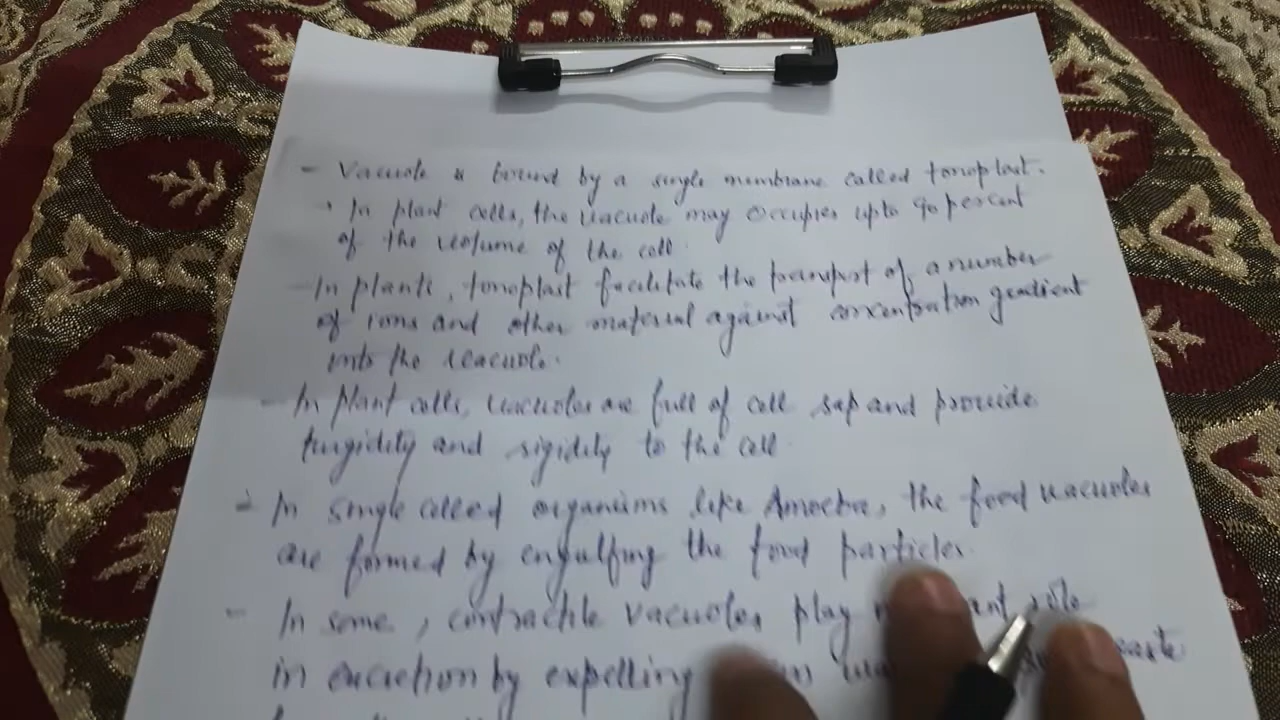 - Vacuole is bound by a single membrane called tonoplast.
• In plant cells, the vacuole may occupies upto 90 percent
of the volume of the cell.
- In plants, tonoplast facilitate the transport of a number
of ions and other material against concentration gradient
into the vacuole.
- In plant cells, vacuoles are full of cell sap and provide
turgidity and rigidity to the cell.
- In single celled organisms like Amoeba, the food vacuoles
are formed by engulfing the food particles.
- In some, contractile vacuoles play role
in excretion by expelling